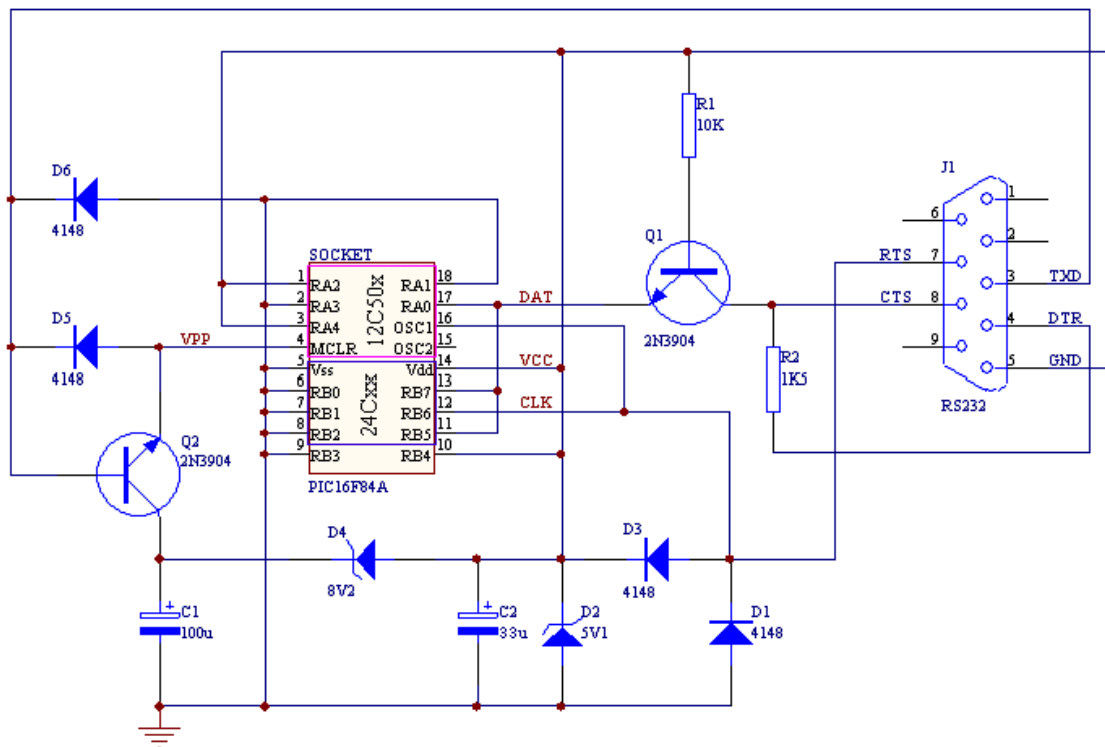 R1
10K
D6
4148
J1
1
6
2
RTS 7
3 TXD
CTS 8
4 DTR
9
5 GND
RS232
Q1
2N3904
R2
1K5
SOCKET
1 RA2 RA1 18
2 RA3 RA0 17 DAT
3 RA4 OSC1 16
VPP 4 MCLR OSC2 15
5 Vss Vdd 14 VCC
6 RB0 RB7 13
7 RB1 RB6 12 CLK
8 RB2 RB5 11
9 RB3 RB4 10
12C50x
24Cxx
PIC16F84A
D5
4148
Q2
2N3904
D4
8V2
D3
4148
C1
100u
C2
33u
D2
5V1
D1
4148
+
+